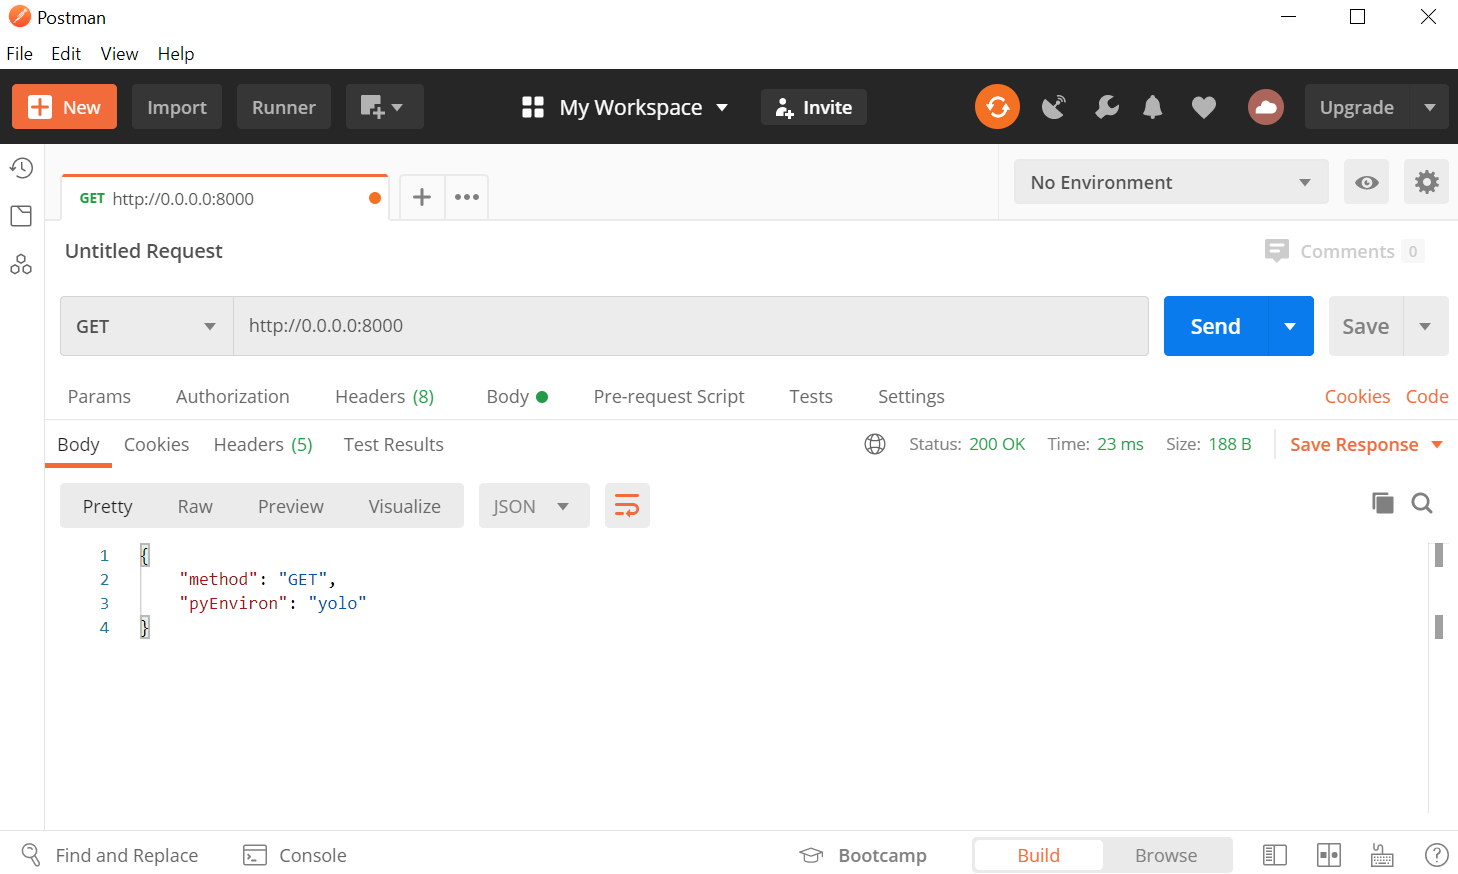 Postman
File Edit View Help
New Import Runner My Workspace Invite Upgrade
GET http://0.0.0.0:8000 No Environment
Untitled Request Comments 0
GET http://0.0.0.0:8000 Send Save
Params Authorization Headers (8) Body Pre-request Script Tests Settings Cookies Code
Body Cookies Headers (5) Test Results Status: 200 OK Time: 23 ms Size: 188 B Save Response
Pretty Raw Preview Visualize JSON
1 {
2 "method": "GET",
3 "pyEnviron": "yolo"
4 }
Find and Replace Console Bootcamp Build Browse